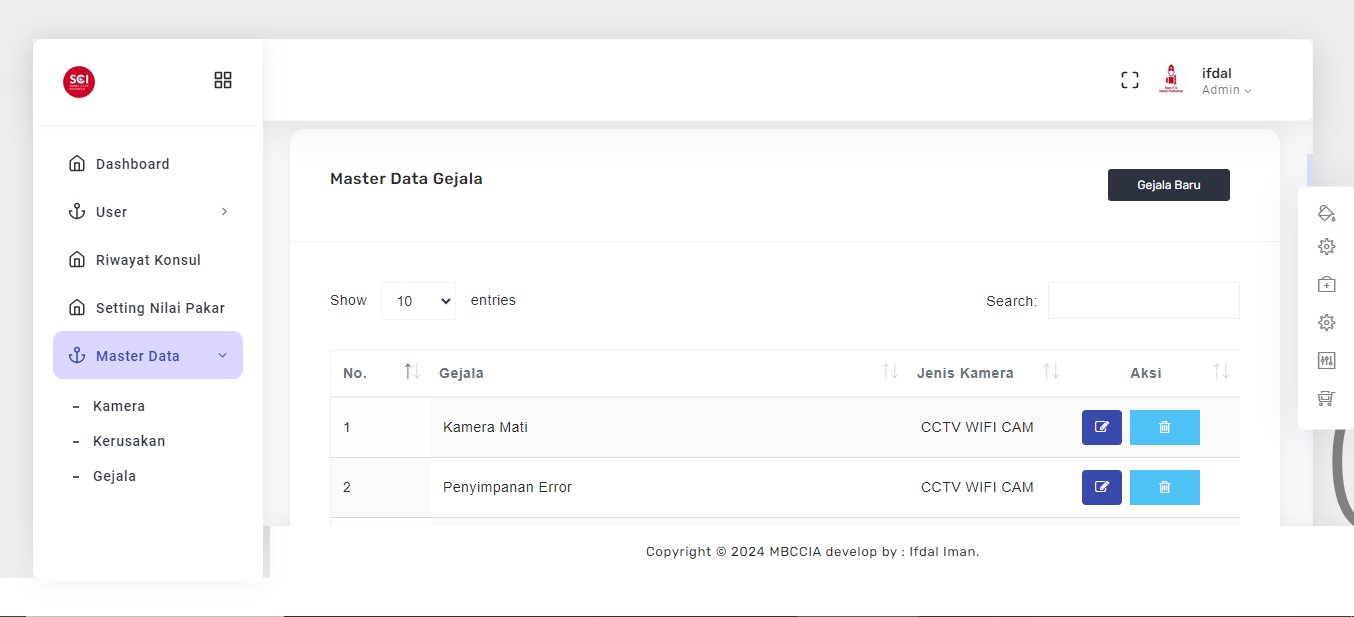 SCI
ifdal
Admin
Dashboard
User
Riwayat Konsul
Setting Nilai Pakar
Master Data
- Kamera
- Kerusakan
- Gejala
Master Data Gejala
Gejala Baru
Show 10 entries
Search:
No. Gejala Jenis Kamera Aksi
1 Kamera Mati CCTV WIFI CAM
2 Penyimpanan Error CCTV WIFI CAM
Copyright © 2024 MBCCIA develop by : Ifdal Iman.